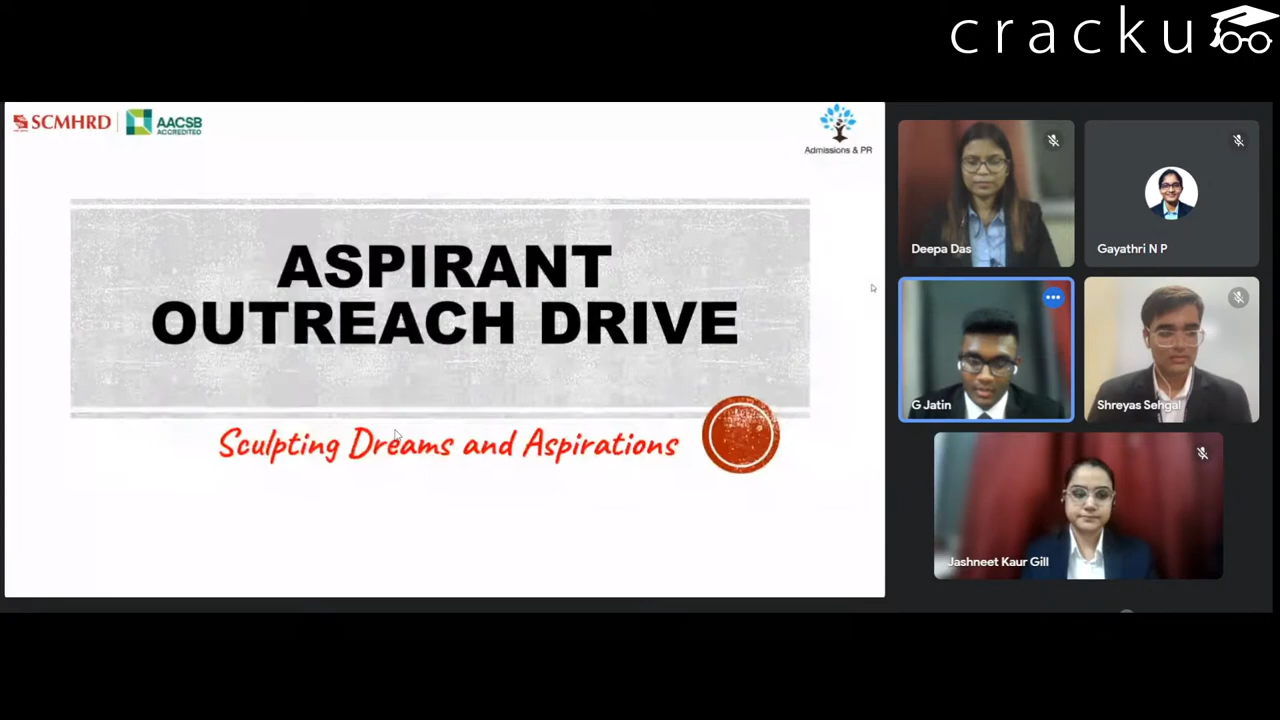 cracku
SCMHRD
AACSB
ACCREDITED
Admissions & PR
ASPIRANT
OUTREACH DRIVE
Sculpting Dreams and Aspirations
Deepa Das
Gayathri N P
G Jatin
Shreyas Sehgal
Jashneet Kaur Gill